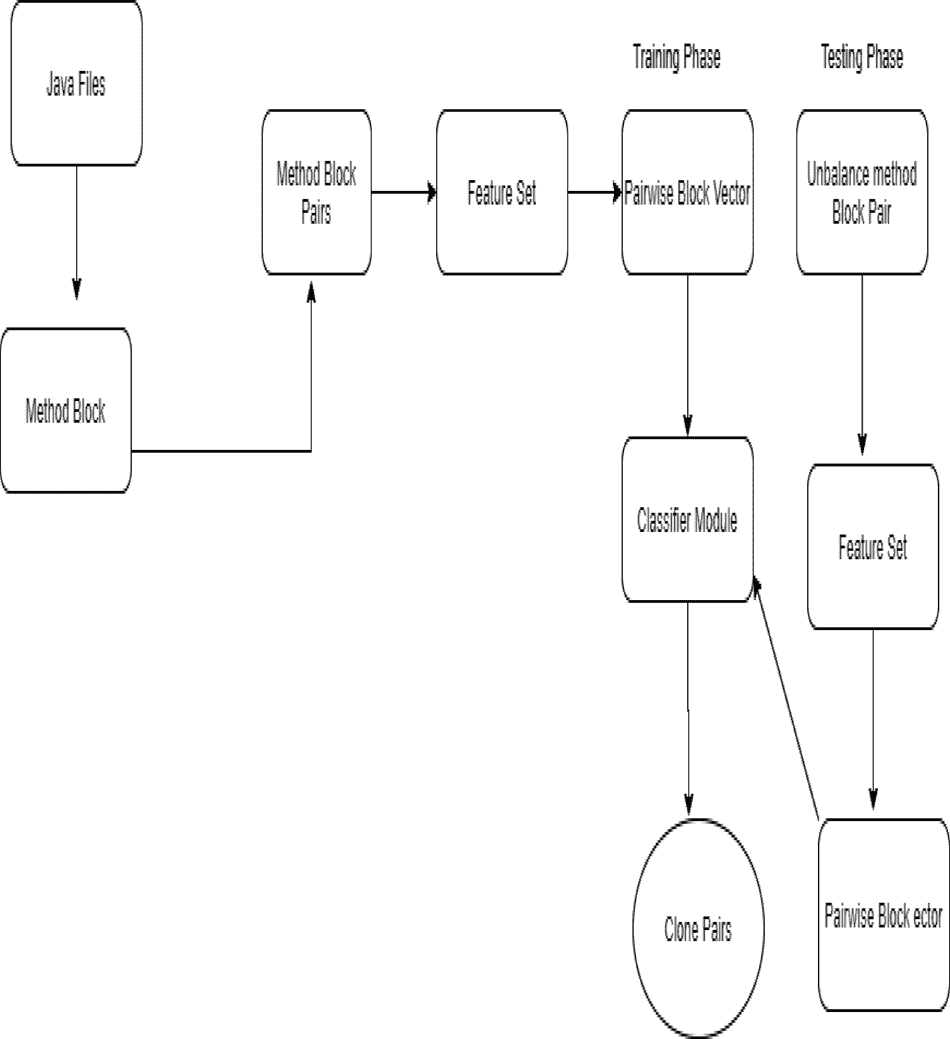 Java Files
Training Phase
Testing Phase
Method Block
Pairs
Feature Set
Pairwise Block Vector
Unbalance method
Block Pair
Method Block
Classifier Module
Feature Set
Clone Pairs
Pairwise Block ector